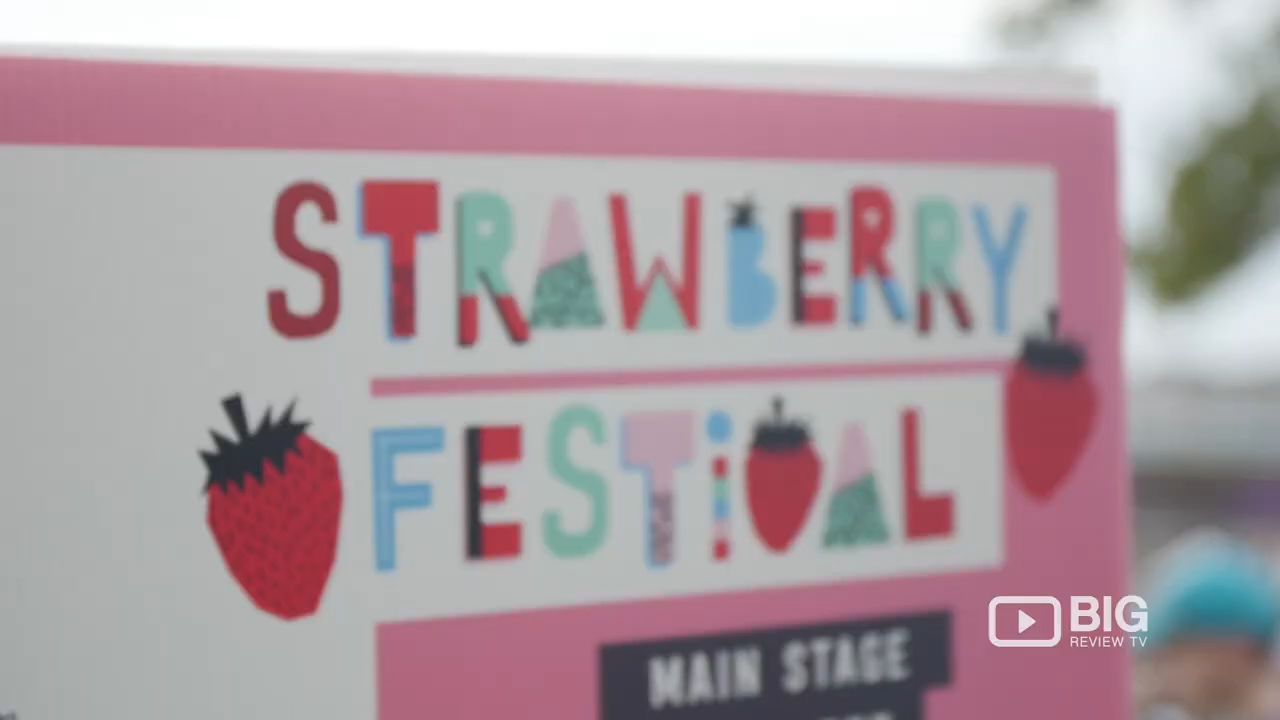 STRAWBERRY
FESTiVAL
MAIN STAGE
BIG
REVIEW TV